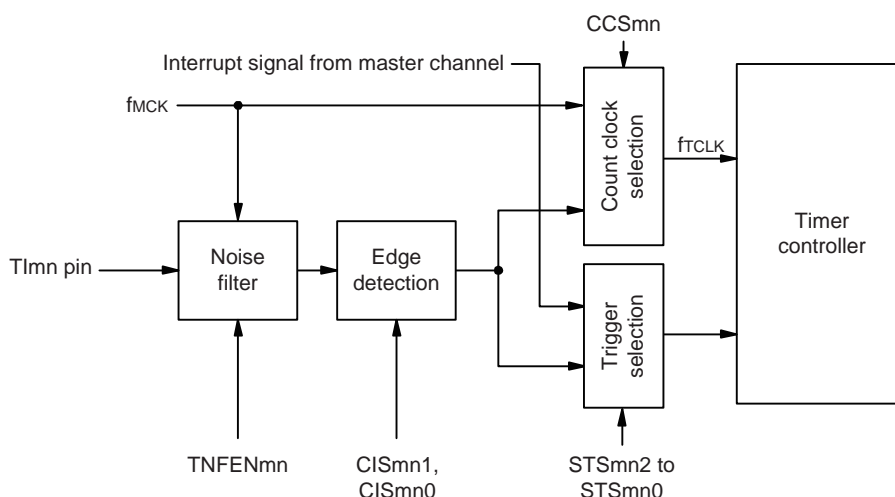 CCSmn
Interrupt signal from master channel
fMCK
Count clock
selection
fTCLK
Timer
controller
TImn pin
Noise
filter
Edge
detection
Trigger
selection
TNFENmn
CISmn1,
CISmn0
STSmn2 to
STSmn0